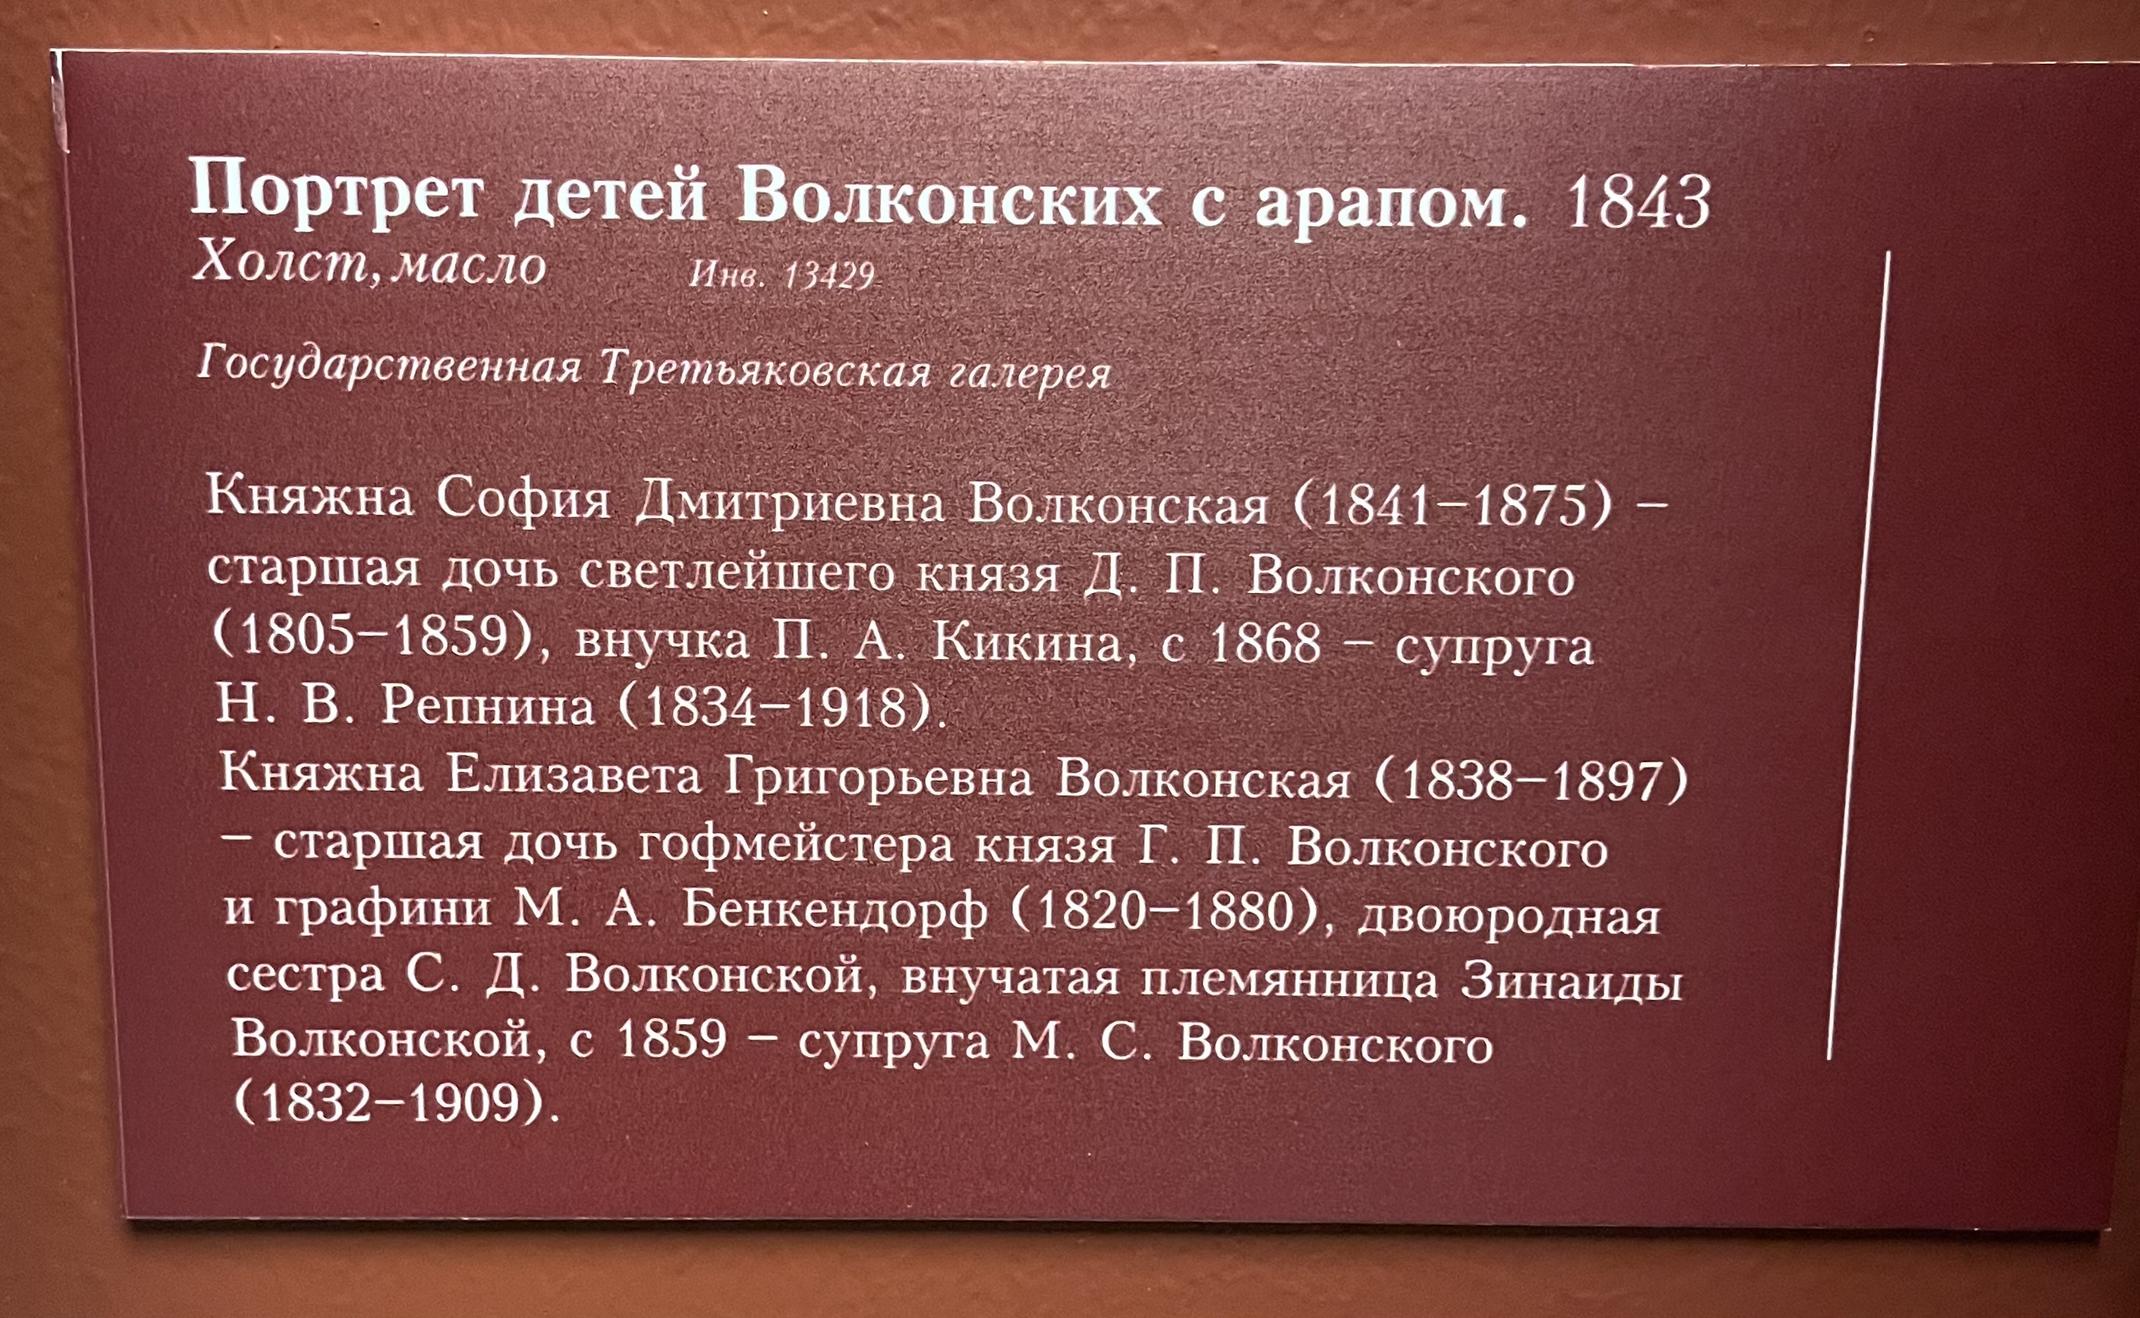 Портрет детей Волконских с арапом. 1843
Холст, масло Инв. 13429
Государственная Третьяковская галерея
Княжна София Дмитриевна Волконская (1841–1875) –
старшая дочь светлейшего князя Д. П. Волконского
(1805–1859), внучка П. А. Кикина, с 1868 – супруга
Н. В. Репнина (1834–1918).
Княжна Елизавета Григорьевна Волконская (1838–1897)
– старшая дочь гофмейстера князя Г. П. Волконского
и графини М. А. Бенкендорф (1820–1880), двоюродная
сестра С. Д. Волконской, внучатая племянница Зинаиды
Волконской, с 1859 – супруга М. С. Волконского
(1832–1909).